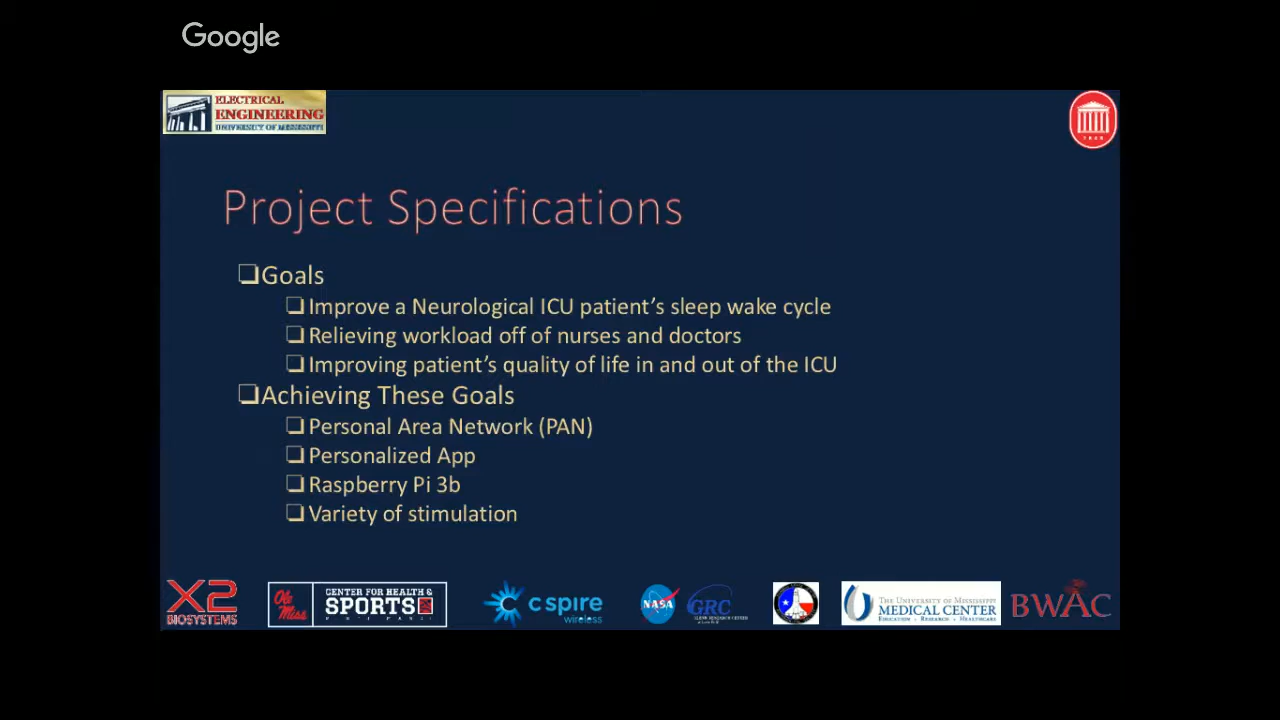 Google
ELECTRICAL
ENGINEERING
UNIVERSITY OF MISSISSIPPI
Project Specifications
❑Goals
❑Improve a Neurological ICU patient’s sleep wake cycle
❑Relieving workload off of nurses and doctors
❑Improving patient’s quality of life in and out of the ICU
❑Achieving These Goals
❑Personal Area Network (PAN)
❑Personalized App
❑Raspberry Pi 3b
❑Variety of stimulation
X2
BIOSYSTEMS
Ole Miss
CENTER FOR HEALTH &
SPORTS
c spire
wireless
NASA
GRC
THE UNIVERSITY OF MISSISSIPPI
MEDICAL CENTER
EDUCATION • RESEARCH • HEALTHCARE
BWAC